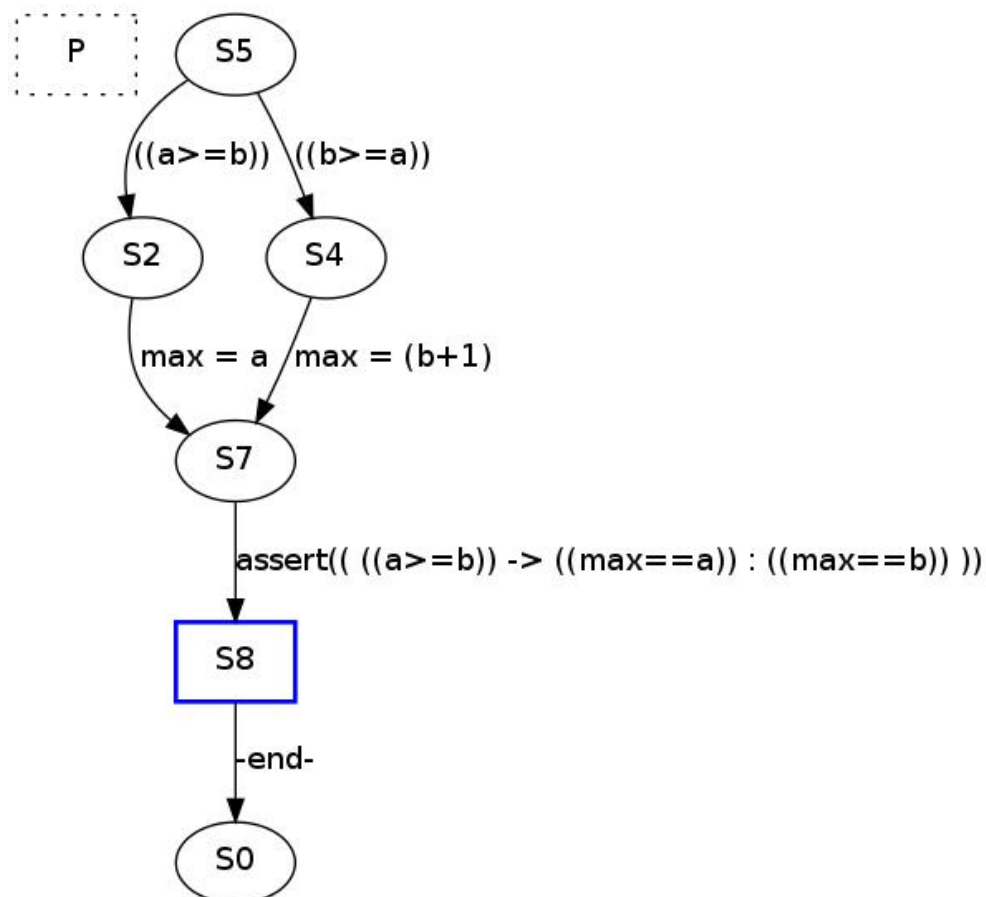 P
S5
((a>=b))
((b>=a))
S2
S4
max = a
max = (b+1)
S7
assert(( ((a>=b)) -> ((max==a)) : ((max==b)) ))
S8
-end-
S0